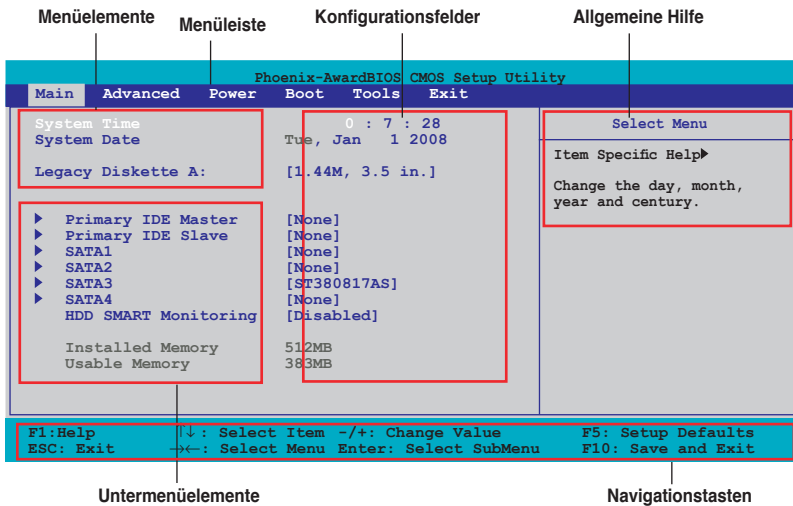 Menüelemente Menüleiste Konfigurationsfelder Allgemeine Hilfe
Phoenix-AwardBIOS CMOS Setup Utility
Main Advanced Power Boot Tools Exit
System Time 0 : 7 : 28
System Date Tue, Jan 1 2008
Legacy Diskette A: [1.44M, 3.5 in.]
Primary IDE Master [None]
Primary IDE Slave [None]
SATA1 [None]
SATA2 [None]
SATA3 [ST380817AS]
SATA4 [None]
HDD SMART Monitoring [Disabled]
Installed Memory 512MB
Usable Memory 383MB
Select Menu
Item Specific Help
Change the day, month,
year and century.
F1:Help ↑↓: Select Item -/+: Change Value F5: Setup Defaults
ESC: Exit →←: Select Menu Enter: Select SubMenu F10: Save and Exit
Untermenüelemente Navigationstasten